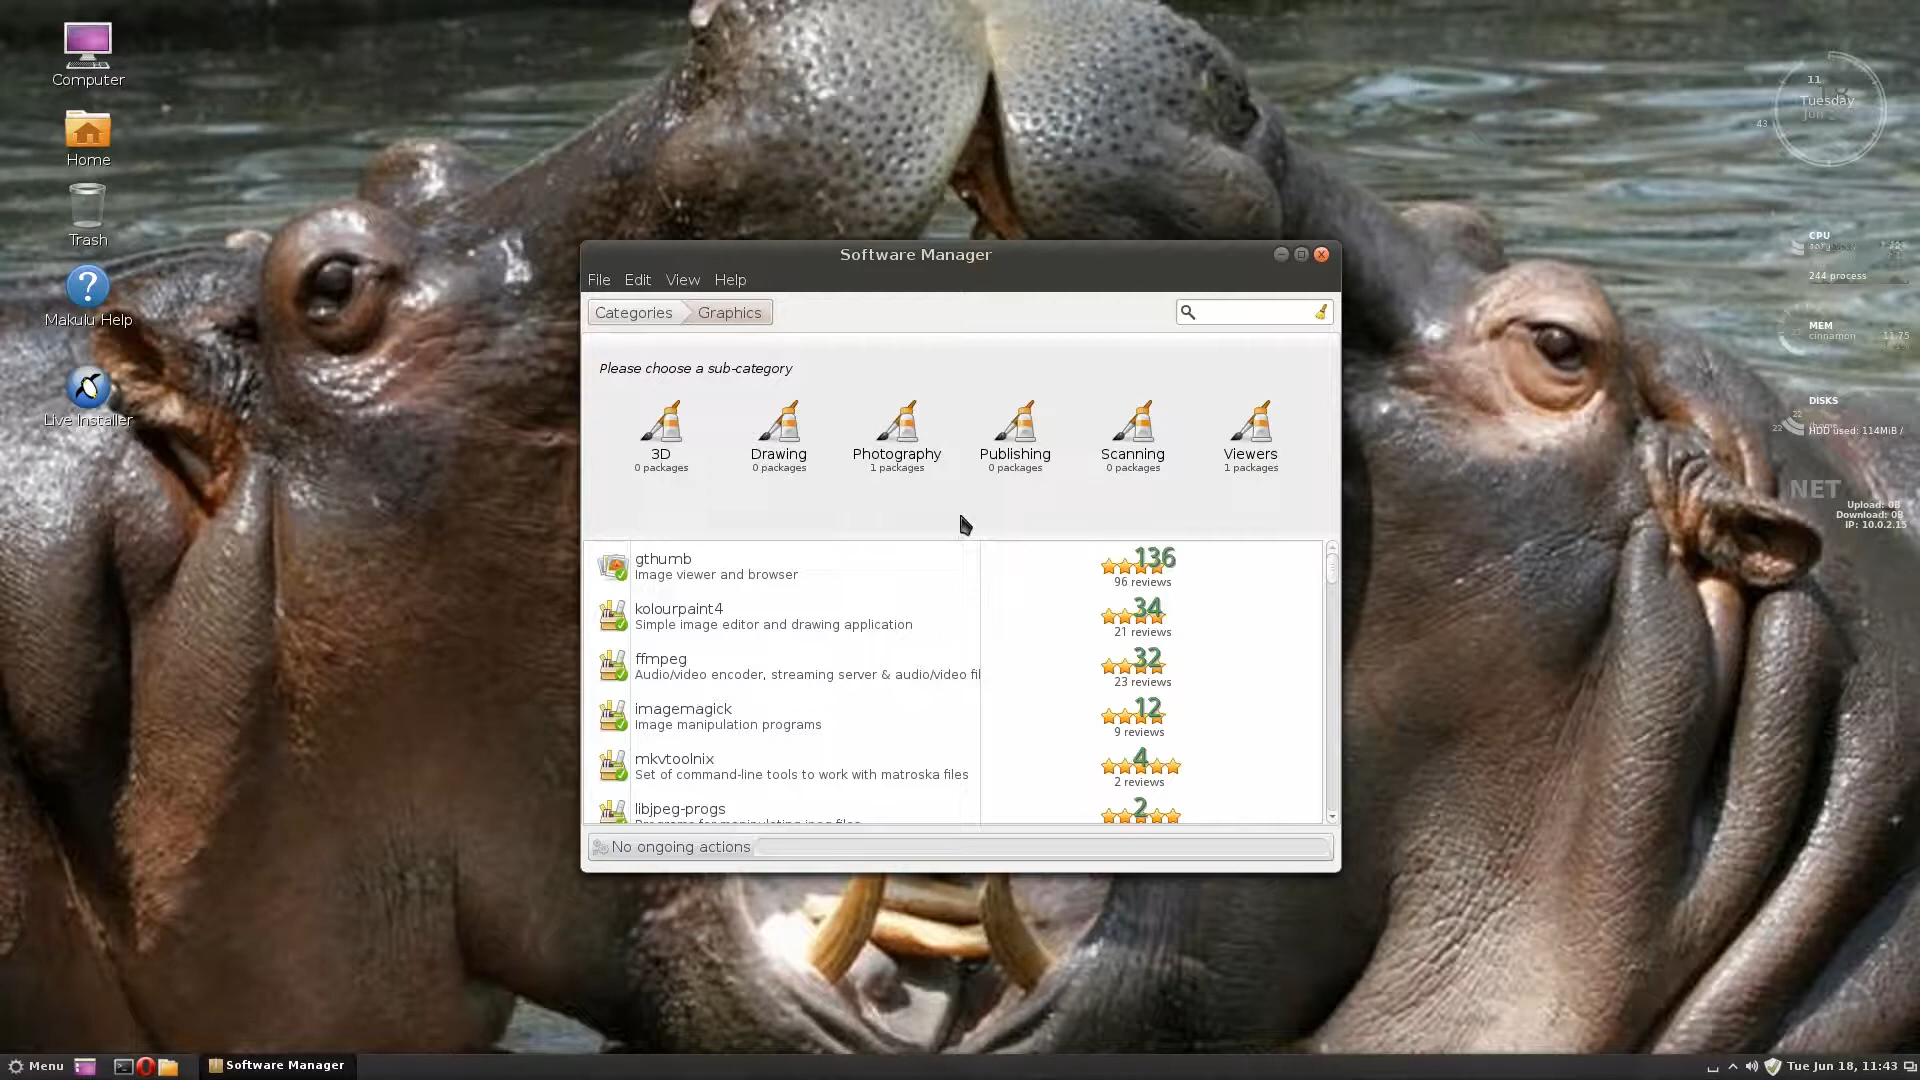 Computer
Home
Trash
Makulu Help
Live Installer
Software Manager
File Edit View Help
Categories Graphics
Please choose a sub-category
3D
0 packages
Drawing
0 packages
Photography
1 packages
Publishing
0 packages
Scanning
0 packages
Viewers
1 packages
gthumb
Image viewer and browser
136
96 reviews
kolourpaint4
Simple image editor and drawing application
34
21 reviews
ffmpeg
Audio/video encoder, streaming server & audio/video fil
32
23 reviews
imagemagick
Image manipulation programs
12
9 reviews
mkvtoolnix
Set of command-line tools to work with matroska files
4
2 reviews
libjpeg-progs
2
No ongoing actions
11
Tuesday
Jun
43
CPU
244 process
MEM
cinnamon 11.75
DISKS
22
22
HDD used: 114MiB /
NET
Upload: 0B
Download: 0B
IP: 10.0.2.15
Menu
Software Manager
Tue Jun 18, 11:43